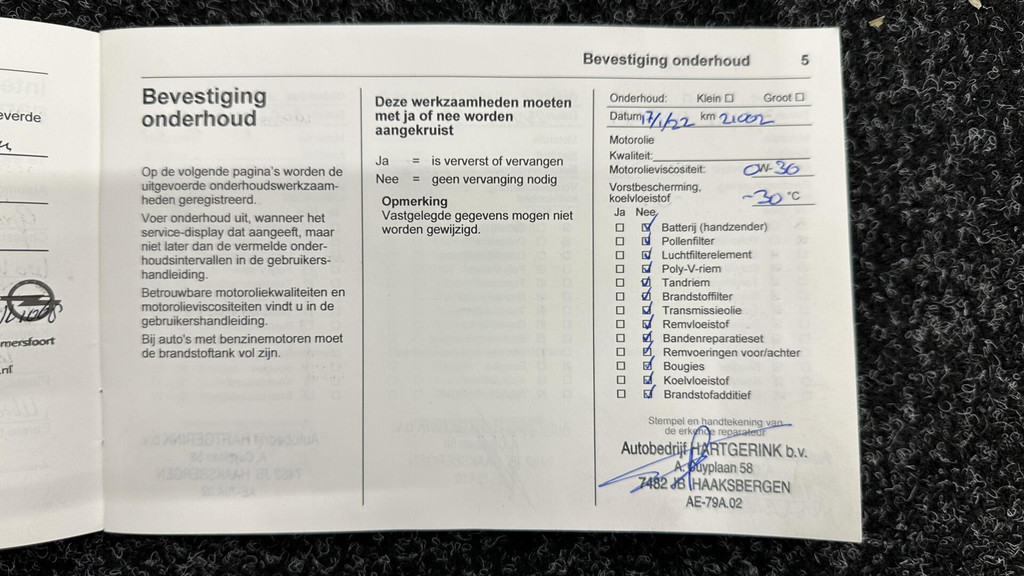 everde
mersfoort
.nl
Bevestiging onderhoud 5
Bevestiging
onderhoud
Op de volgende pagina's worden de
uitgevoerde onderhoudswerkzaam-
heden geregistreerd.
Voer onderhoud uit, wanneer het
service-display dat aangeeft, maar
niet later dan de vermelde onder-
houdsintervallen in de gebruikers-
handleiding.
Betrouwbare motoroliekwaliteiten en
motorolieviscositeiten vindt u in de
gebruikershandleiding.
Bij auto's met benzinemotoren moet
de brandstoftank vol zijn.
Deze werkzaamheden moeten
met ja of nee worden
aangekruist
Ja = is ververst of vervangen
Nee = geen vervanging nodig
Opmerking
Vastgelegde gegevens mogen niet
worden gewijzigd.
Onderhoud: Klein Groot
Datum 17/1/22 km 21002
Motorolie
Kwaliteit:
Motorolieviscositeit: 0W-30
Vorstbescherming,
koelvloeistof -30 °C
Ja Nee
Batterij (handzender)
Pollenfilter
Luchtfilterelement
Poly-V-riem
Tandriem
Brandstoffilter
Transmissieolie
Remvloeistof
Bandenreparatieset
Remvoeringen voor/achter
Bougies
Koelvloeistof
Brandstofadditief
Stempel en handtekening van
de erkende reparateur
Autobedrijf HARTGERINK b.v.
A. Cuyplaan 58
7482 JB HAAKSBERGEN
AE-79A.02